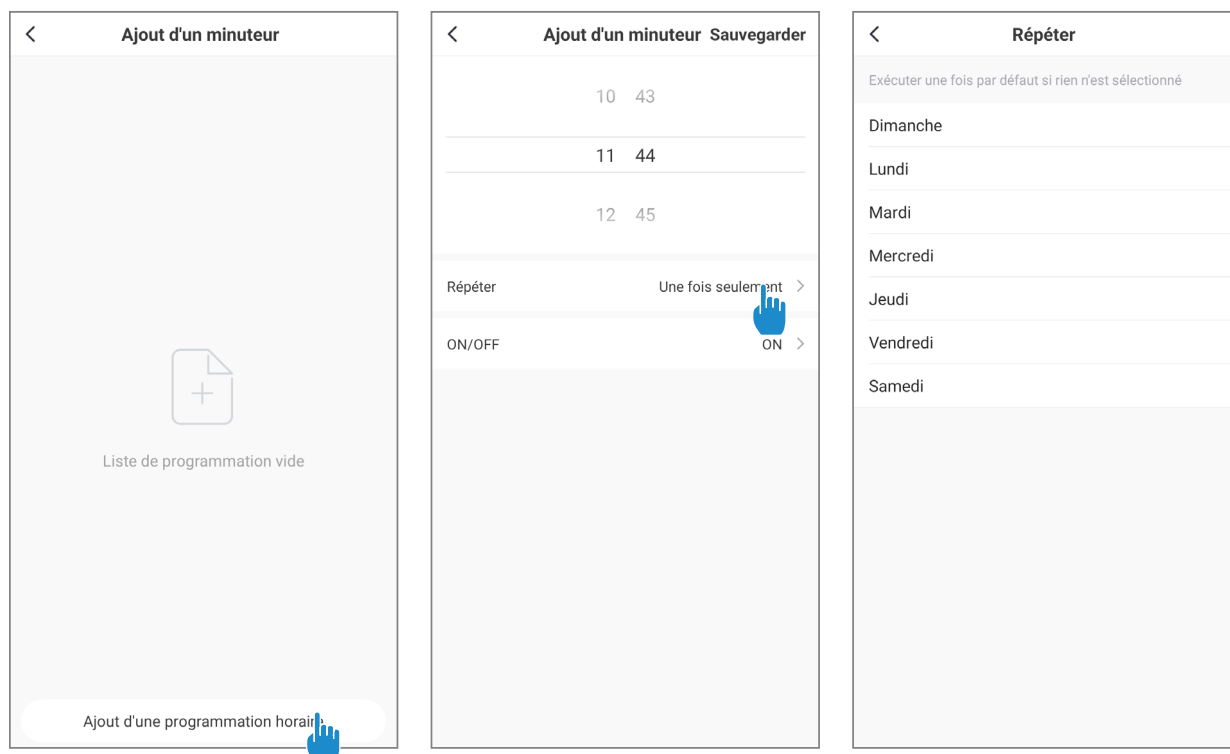 Ajout d'un minuteur
Liste de programmation vide
Ajout d'une programmation horaire
Ajout d'un minuteur Sauvegarder
10 43
11 44
12 45
Répéter Une fois seulement
ON/OFF ON
Répéter
Exécuter une fois par défaut si rien n'est sélectionné
Dimanche
Lundi
Mardi
Mercredi
Jeudi
Vendredi
Samedi